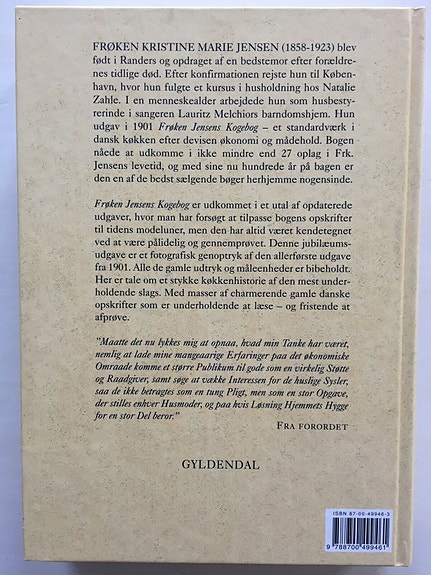 FRØKEN KRISTINE MARIE JENSEN (1858-1923) blev
født i Randers og opdraget af en bedstemor efter forældre-
nes tidlige død. Efter konfirmationen rejste hun til Køben-
havn, hvor hun fulgte et kursus i husholdning hos Natalie
Zahle. I en menneskealder arbejdede hun som husbesty-
rerinde i sangeren Lauritz Melchiors barndomshjem. Hun
udgav i 1901 Frøken Jensens Kogebog – et standardværk i
dansk køkken efter devisen økonomi og mådehold. Bogen
nåede at udkomme i ikke mindre end 27 oplag i Frk.
Jensens levetid, og med sine nu hundrede år på bagen er
den en af de bedst sælgende bøger herhjemme nogensinde.
Frøken Jensens Kogebog er udkommet i et utal af opdaterede
udgaver, hvor man har forsøgt at tilpasse bogens opskrifter
til tidens modeluner, men den har altid været kendetegnet
ved at være pålidelig og gennemprøvet. Denne jubilæums-
udgave er et fotografisk genoptryk af den allerførste udgave
fra 1901. Alle de gamle udtryk og måleenheder er bibeholdt.
Her er tale om et stykke køkkenhistorie af den mest under-
holdende slags. Med masser af charmerende gamle danske
opskrifter som er underholdende at læse – og fristende at
afprøve.
"Maatte det nu lykkes mig at opnaa, hvad min Tanke har været,
nemlig at lade mine mangeaarige Erfaringer paa det økonomiske
Omraade komme et større Publikum til gode som en virkelig Støtte
og Raadgiver, samt søge at vække Interessen for de huslige Sysler,
saa de ikke betragtes som en tung Pligt, men som en stor Opgave,
der stilles enhver Husmoder, og paa hvis Løsning Hjemmets Hygge
for en stor Del beror."
FRA FORORDET
GYLDENDAL
ISBN 87-00-49946-3
9 788700 499461